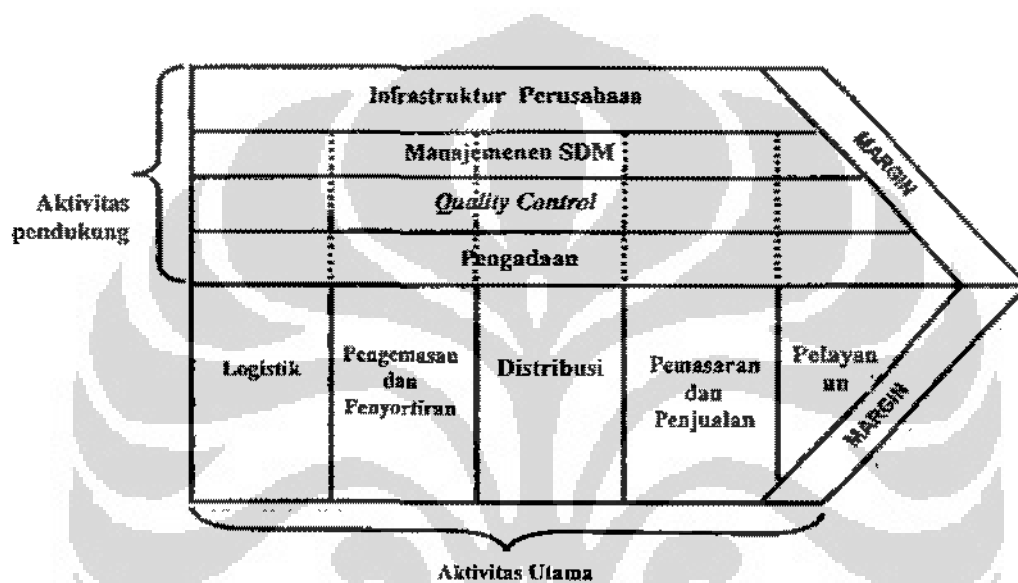 Infrastruktur Perusahaan
Manajemenen SDM
Quality Control
Pengadaan
Aktivitas
pendukung
MARGIN
Logistik
Pengemasan
dan
Penyortiran
Distribusi
Pemasaran
dan
Penjualan
Pelayan
an
MARGIN
Aktivitas Utama